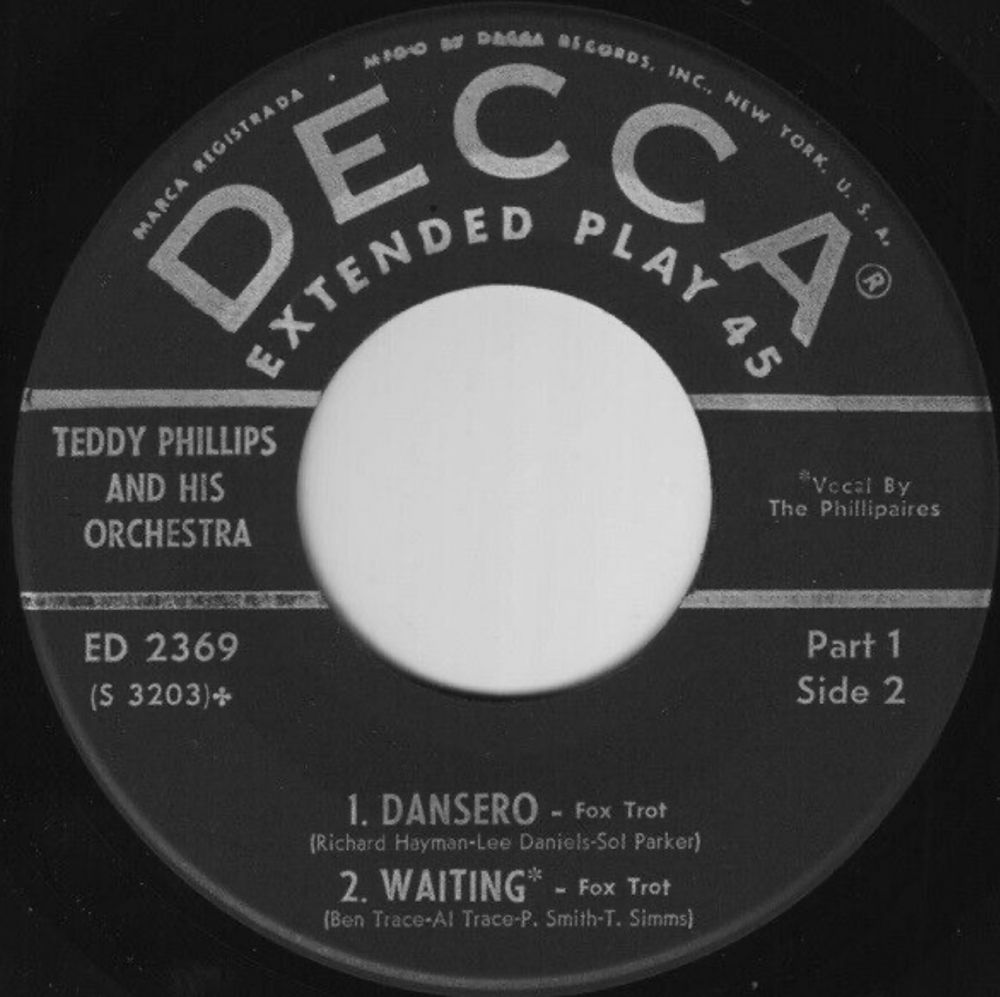 MARCA REGISTRADA • MFG'D BY DECCA RECORDS, INC., NEW YORK, U. S. A.
DECCA®
EXTENDED PLAY 45
TEDDY PHILLIPS
AND HIS
ORCHESTRA
*Vocal By
The Phillipaires
ED 2369
(S 3203)✤
Part 1
Side 2
1. DANSERO - Fox Trot
(Richard Hayman-Lee Daniels-Sol Parker)
2. WAITING* - Fox Trot
(Ben Trace-Al Trace-P. Smith-T. Simms)